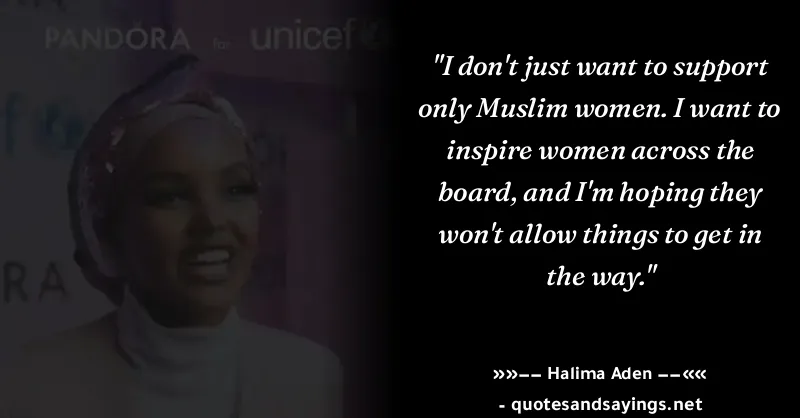 PANDÓRA for unicef
RA
"I don't just want to support
only Muslim women. I want to
inspire women across the
board, and I'm hoping they
won't allow things to get in
the way."
»»−− Halima Aden −−««
- quotesandsayings.net